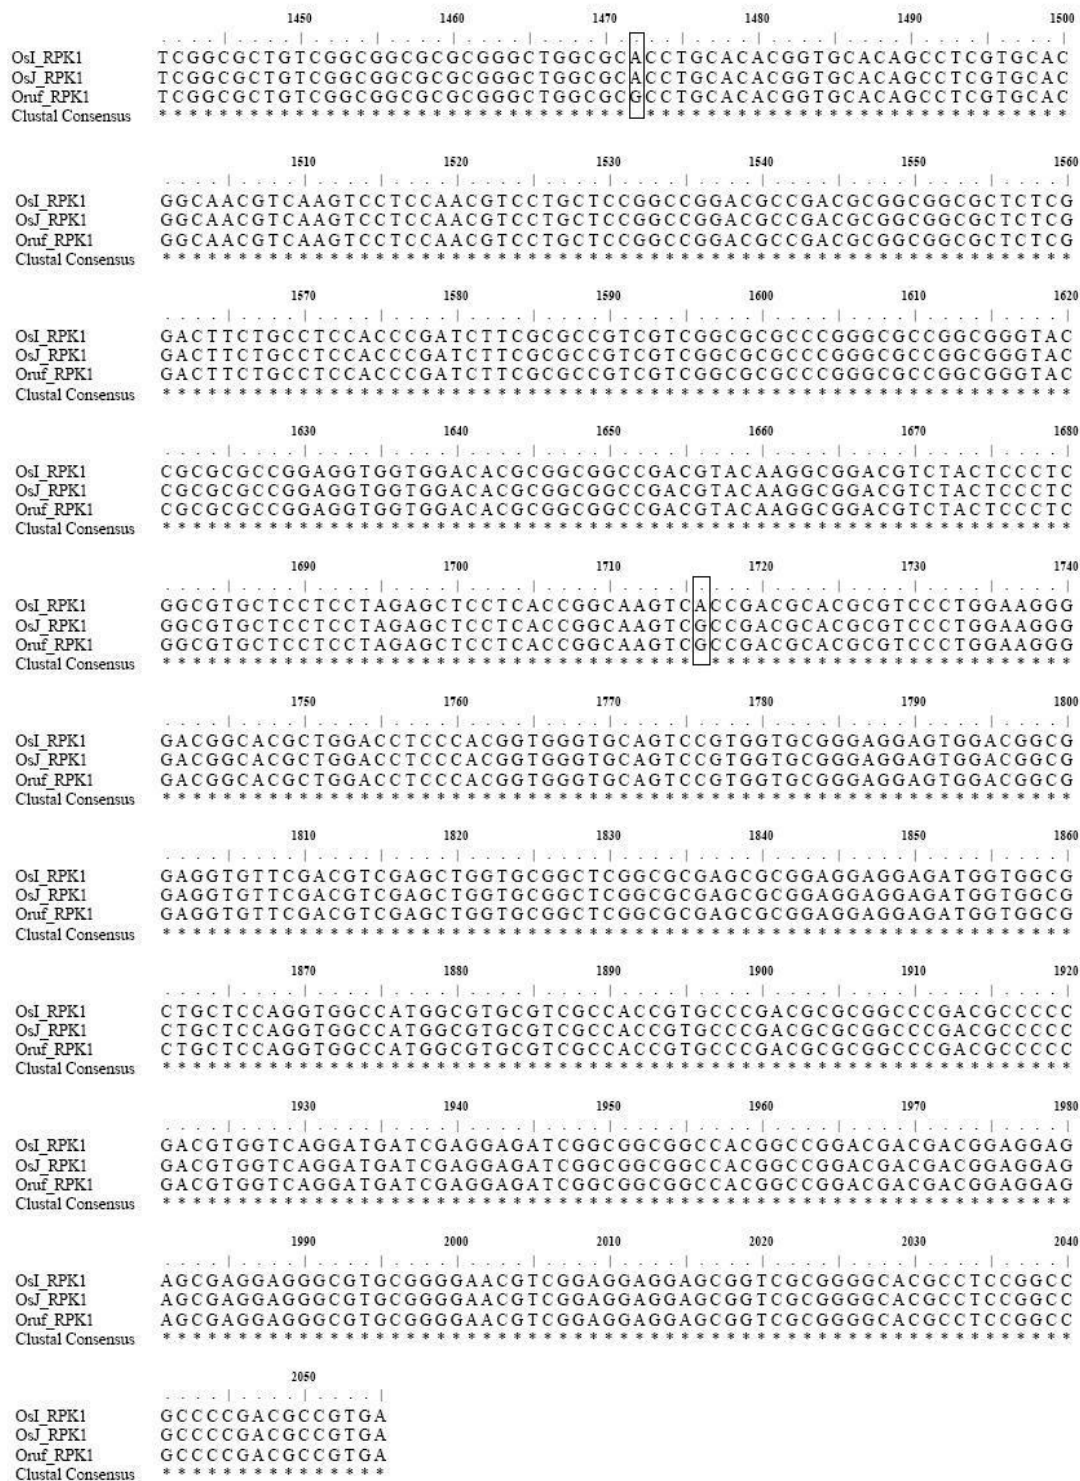 1450 1460 1470 1480 1490 1500
OsI_RPK1 TCGGCGCTGTCGGCGGCGCGCGGGCTGGCGCACCTGCACACGGTGCACAGCCTCGTGCAC
OsJ_RPK1 TCGGCGCTGTCGGCGGCGCGCGGGCTGGCGCACCTGCACACGGTGCACAGCCTCGTGCAC
Oruf_RPK1 TCGGCGCTGTCGGCGGCGCGCGGGCTGGCGCGCCTGCACACGGTGCACAGCCTCGTGCAC
Clustal Consensus
1510 1520 1530 1540 1550 1560
OsI_RPK1 GGCAACGTCAAGTCCTCCAACGTCCTGCTCCGGCCGGACGCCGACGCGGCGGCGCTCTCG
OsJ_RPK1 GGCAACGTCAAGTCCTCCAACGTCCTGCTCCGGCCGGACGCCGACGCGGCGGCGCTCTCG
Oruf_RPK1 GGCAACGTCAAGTCCTCCAACGTCCTGCTCCGGCCGGACGCCGACGCGGCGGCGCTCTCG
Clustal Consensus
1570 1580 1590 1600 1610 1620
OsI_RPK1 GACTTCTGCCTCCACCCGATCTTCGCGCCGTCGTCGGCGCGCCCGGGCGCCGGCGGGTAC
OsJ_RPK1 GACTTCTGCCTCCACCCGATCTTCGCGCCGTCGTCGGCGCGCCCGGGCGCCGGCGGGTAC
Oruf_RPK1 GACTTCTGCCTCCACCCGATCTTCGCGCCGTCGTCGGCGCGCCCGGGCGCCGGCGGGTAC
Clustal Consensus
1630 1640 1650 1660 1670 1680
OsI_RPK1 CGCGCGCCGGAGGTGGTGGACACGCGGCGGCCGACGTACAAGGCGGACGTCTACTCCCTC
OsJ_RPK1 CGCGCGCCGGAGGTGGTGGACACGCGGCGGCCGACGTACAAGGCGGACGTCTACTCCCTC
Oruf_RPK1 CGCGCGCCGGAGGTGGTGGACACGCGGCGGCCGACGTACAAGGCGGACGTCTACTCCCTC
Clustal Consensus
1690 1700 1710 1720 1730 1740
OsI_RPK1 GGCGTGCTCCTCCTAGAGCTCCTCACCGGCAAGTCACCGACGCACGCGTCCCTGGAAGGG
OsJ_RPK1 GGCGTGCTCCTCCTAGAGCTCCTCACCGGCAAGTCGCCGACGCACGCGTCCCTGGAAGGG
Oruf_RPK1 GGCGTGCTCCTCCTAGAGCTCCTCACCGGCAAGTCGCCGACGCACGCGTCCCTGGAAGGG
Clustal Consensus
1750 1760 1770 1780 1790 1800
OsI_RPK1 GACGGCACGCTGGACCTCCCACGGTGGGTGCAGTCCGTGGTGCGGGAGGAGTGGACGGCG
OsJ_RPK1 GACGGCACGCTGGACCTCCCACGGTGGGTGCAGTCCGTGGTGCGGGAGGAGTGGACGGCG
Oruf_RPK1 GACGGCACGCTGGACCTCCCACGGTGGGTGCAGTCCGTGGTGCGGGAGGAGTGGACGGCG
Clustal Consensus
1810 1820 1830 1840 1850 1860
OsI_RPK1 GAGGTGTTCGACGTCGAGCTGGTGCGGCTCGGCGCGAGCGCGGAGGAGGAGATGGTGGCG
OsJ_RPK1 GAGGTGTTCGACGTCGAGCTGGTGCGGCTCGGCGCGAGCGCGGAGGAGGAGATGGTGGCG
Oruf_RPK1 GAGGTGTTCGACGTCGAGCTGGTGCGGCTCGGCGCGAGCGCGGAGGAGGAGATGGTGGCG
Clustal Consensus
1870 1880 1890 1900 1910 1920
OsI_RPK1 CTGCTCCAGGTGGCCATGGCGTGCGTCGCCACCGTGCCCGACGCGCGGCCCGACGCCCCC
OsJ_RPK1 CTGCTCCAGGTGGCCATGGCGTGCGTCGCCACCGTGCCCGACGCGCGGCCCGACGCCCCC
Oruf_RPK1 CTGCTCCAGGTGGCCATGGCGTGCGTCGCCACCGTGCCCGACGCGCGGCCCGACGCCCCC
Clustal Consensus
1930 1940 1950 1960 1970 1980
OsI_RPK1 GACGTGGTCAGGATGATCGAGGAGATCGGCGGCGGCCACGGCCGGACGACGACGGAGGAG
OsJ_RPK1 GACGTGGTCAGGATGATCGAGGAGATCGGCGGCGGCCACGGCCGGACGACGACGGAGGAG
Oruf_RPK1 GACGTGGTCAGGATGATCGAGGAGATCGGCGGCGGCCACGGCCGGACGACGACGGAGGAG
Clustal Consensus
1990 2000 2010 2020 2030 2040
OsI_RPK1 AGCGAGGAGGGCGTGCGGGGAACGTCGGAGGAGGAGCGGTCGCGGGGCACGCCTCCGGCC
OsJ_RPK1 AGCGAGGAGGGCGTGCGGGGAACGTCGGAGGAGGAGCGGTCGCGGGGCACGCCTCCGGCC
Oruf_RPK1 AGCGAGGAGGGCGTGCGGGGAACGTCGGAGGAGGAGCGGTCGCGGGGCACGCCTCCGGCC
Clustal Consensus
2050
OsI_RPK1 GCCCCGACGCCGTGA
OsJ_RPK1 GCCCCGACGCCGTGA
Oruf_RPK1 GCCCCGACGCCGTGA
Clustal Consensus